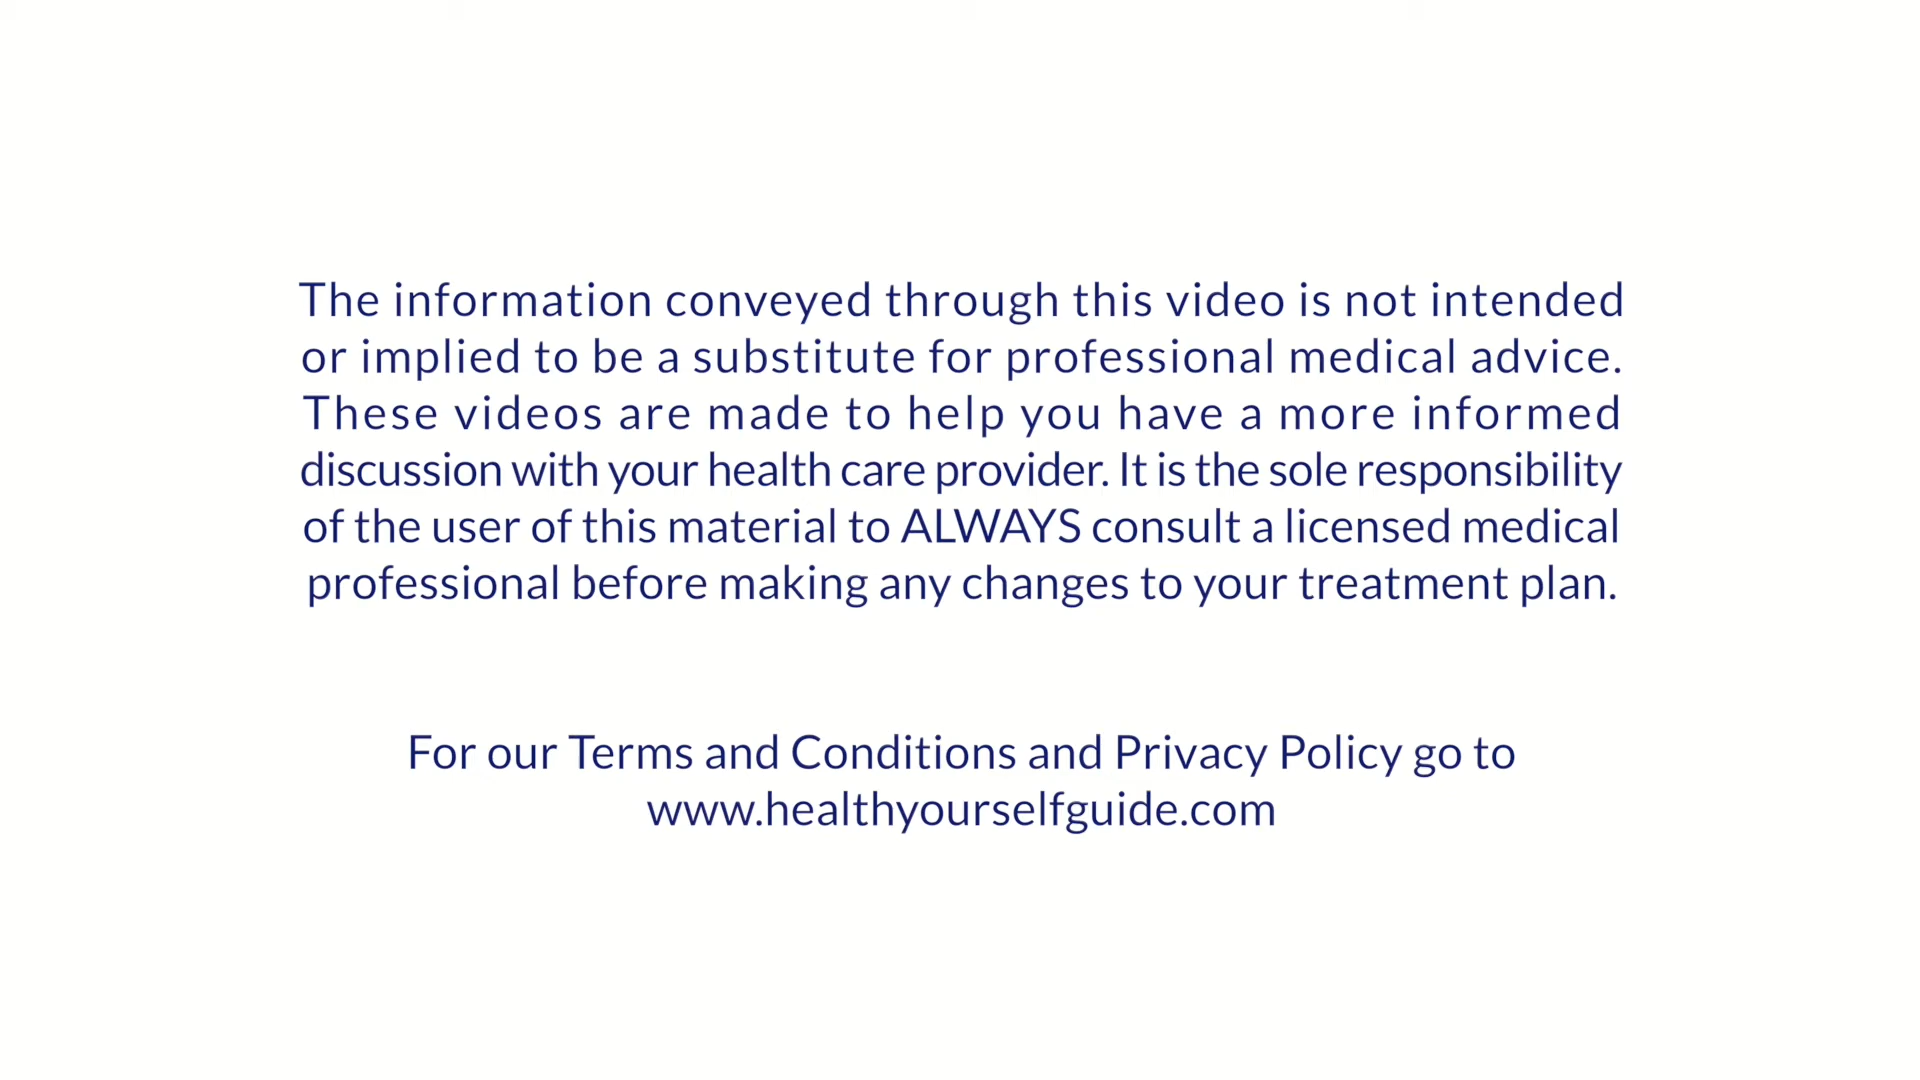 The information conveyed through this video is not intended
or implied to be a substitute for professional medical advice.
These videos are made to help you have a more informed
discussion with your health care provider. It is the sole responsibility
of the user of this material to ALWAYS consult a licensed medical
professional before making any changes to your treatment plan.
For our Terms and Conditions and Privacy Policy go to
www.healthyourselfguide.com